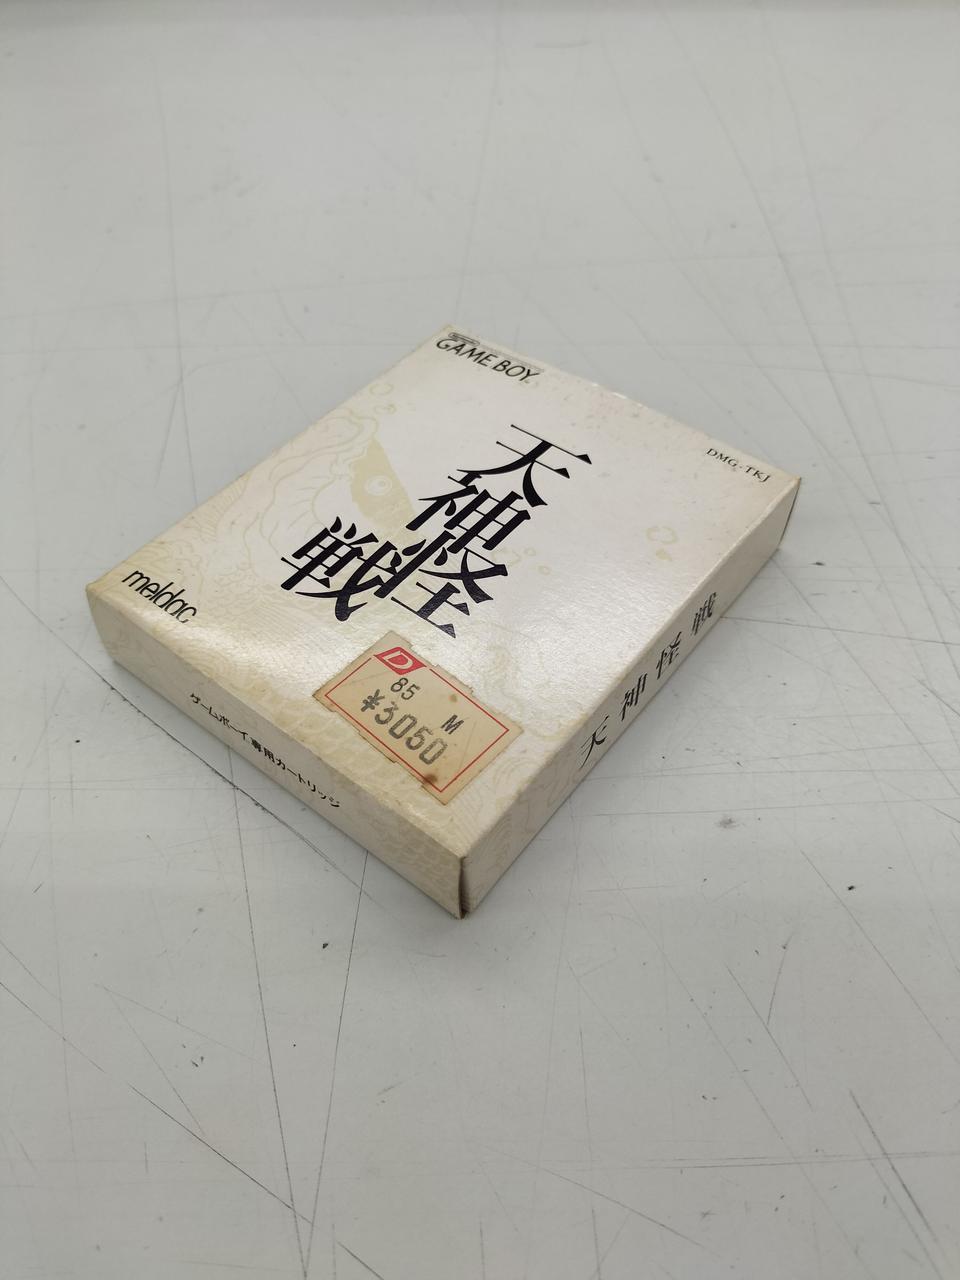 Nintendo
GAME BOY
DMG-TKJ
天神怪戦
meldac
D
85 M
¥3050
ゲームボーイ専用カートリッジ
天神怪戦